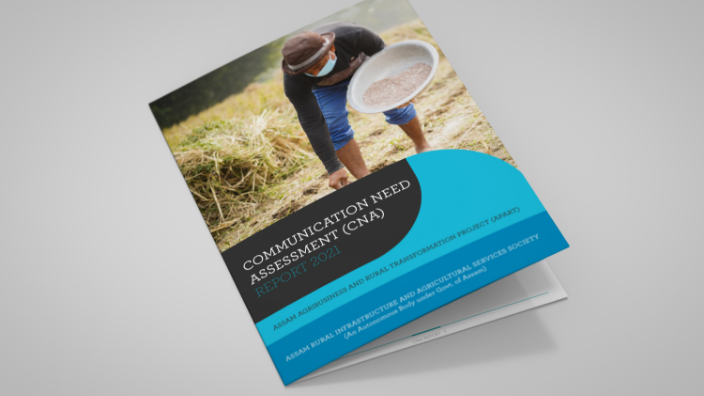 COMMUNICATION NEED
ASSESSMENT (CNA)
REPORT 2021
ASSAM AGRIBUSINESS AND RURAL TRANSFORMATION PROJECT (APART)
ASSAM RURAL INFRASTRUCTURE AND AGRICULTURAL SERVICES SOCIETY
(An Autonomous Body under Govt. of Assam)